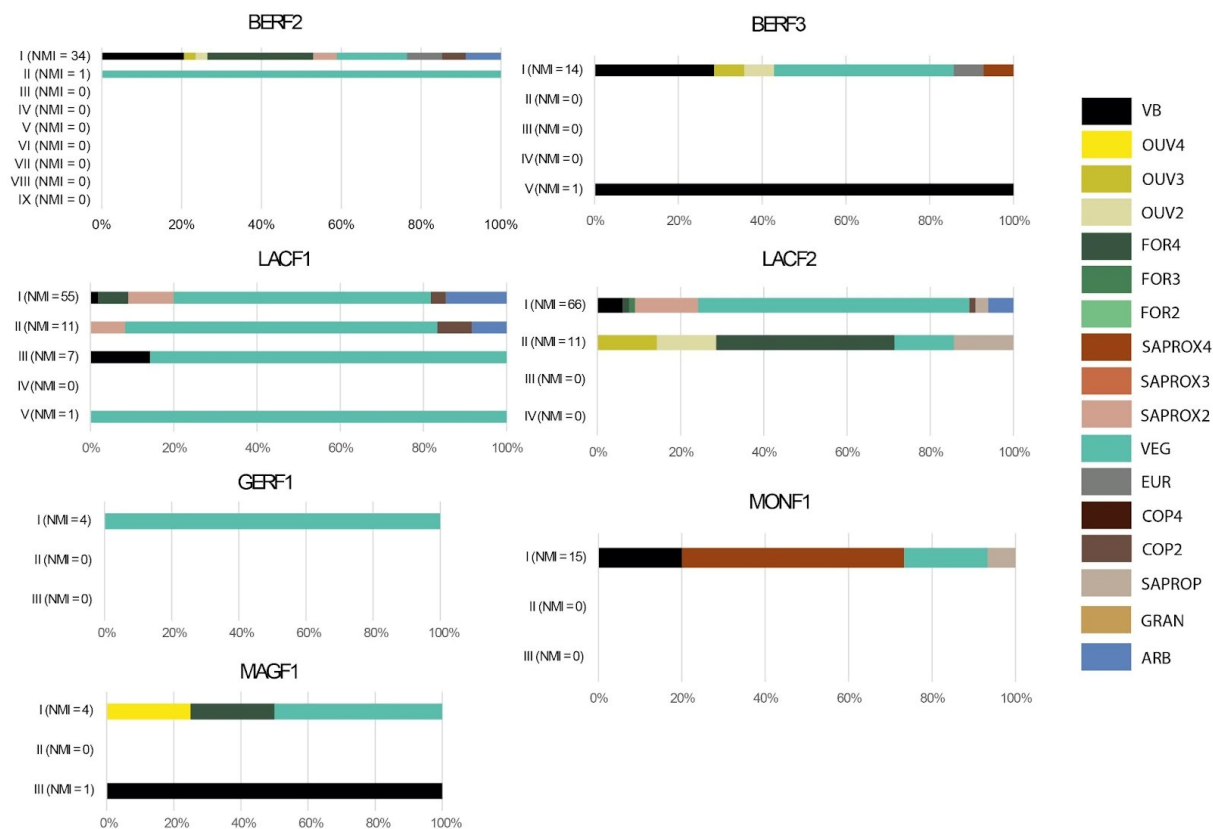 BERF2
I (NMI = 34)
II (NMI = 1)
III (NMI = 0)
IV (NMI = 0)
V (NMI = 0)
VI (NMI = 0)
VII (NMI = 0)
VIII (NMI = 0)
IX (NMI = 0)
0% 20% 40% 60% 80% 100%
BERF3
I (NMI = 14)
II (NMI = 0)
III (NMI = 0)
IV (NMI = 0)
V (NMI = 1)
0% 20% 40% 60% 80% 100%
LACF1
I (NMI = 55)
II (NMI = 11)
III (NMI = 7)
IV (NMI = 0)
V (NMI = 1)
0% 20% 40% 60% 80% 100%
LACF2
I (NMI = 66)
II (NMI = 11)
III (NMI = 0)
IV (NMI = 0)
0% 20% 40% 60% 80% 100%
GERF1
I (NMI = 4)
II (NMI = 0)
III (NMI = 0)
0% 20% 40% 60% 80% 100%
MONF1
I (NMI = 15)
II (NMI = 0)
III (NMI = 0)
0% 20% 40% 60% 80% 100%
MAGF1
I (NMI = 4)
II (NMI = 0)
III (NMI = 1)
0% 20% 40% 60% 80% 100%
VB
OUV4
OUV3
OUV2
FOR4
FOR3
FOR2
SAPROX4
SAPROX3
SAPROX2
VEG
EUR
COP4
COP2
SAPROP
GRAN
ARB